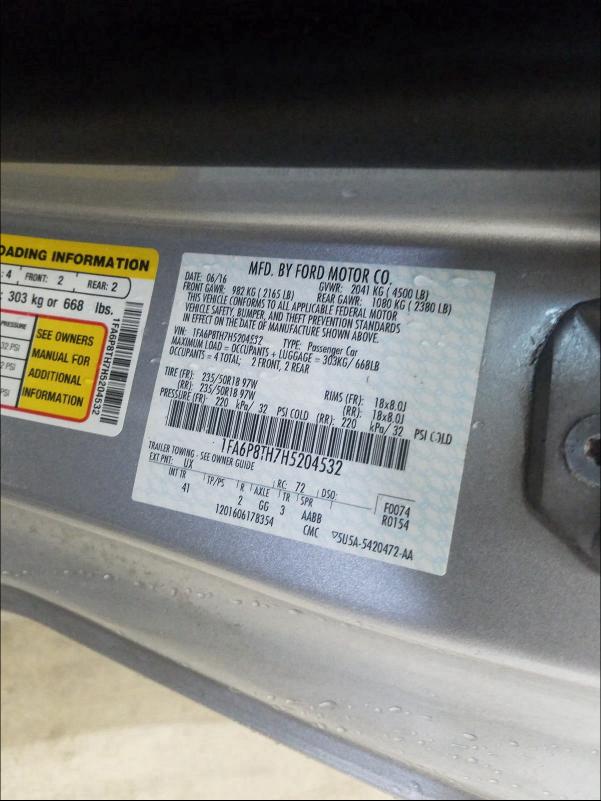 OADING INFORMATION
: 4 FRONT: 2 REAR: 2
: 303 kg or 668 lbs.
PRESSURE
32 PSI
PSI
SEE OWNERS
MANUAL FOR
ADDITIONAL
INFORMATION
1FA6P8TH7H5204532
MFD. BY FORD MOTOR CO.
DATE: 06/16 GVWR: 2041 KG ( 4500 LB)
FRONT GAWR: 982 KG ( 2165 LB) REAR GAWR: 1080 KG ( 2380 LB)
THIS VEHICLE CONFORMS TO ALL APPLICABLE FEDERAL MOTOR
VEHICLE SAFETY, BUMPER, AND THEFT PREVENTION STANDARDS
IN EFFECT ON THE DATE OF MANUFACTURE SHOWN ABOVE.
VIN: 1FA6P8TH7H5204532 TYPE: Passenger Car
MAXIMUM LOAD = OCCUPANTS + LUGGAGE = 303KG/ 668LB
OCCUPANTS = 4 TOTAL, 2 FRONT, 2 REAR
TIRE (FR): 235/50R18 97W RIMS (FR): 18x8.0J
(RR): 235/50R18 97W (RR): 18x8.0J
PRESSURE (FR): 220 kPa/ 32 PSI COLD (RR): 220 kPa/ 32 PSI COLD
1FA6P8TH7H5204532
TRAILER TOWING - SEE OWNER GUIDE
EXT PNT: UX RC: 72 DSO: F0074
INT TR TP/PS R AXLE TR SPR R0154
41 2 GG 3 AABB
1201606178354 CMC ▽5U5A-5420472-AA